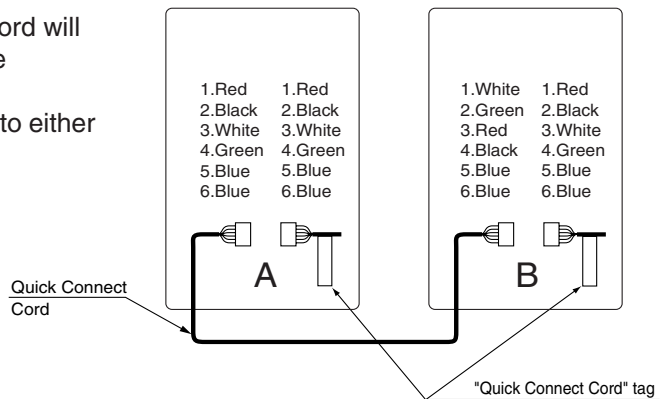 ord will
e
to either
1.Red 1.Red
2.Black 2.Black
3.White 3.White
4.Green 4.Green
5.Blue 5.Blue
6.Blue 6.Blue
1.White 1.Red
2.Green 2.Black
3.Red 3.White
4.Black 4.Green
5.Blue 5.Blue
6.Blue 6.Blue
A
B
Quick Connect
Cord
"Quick Connect Cord" tag